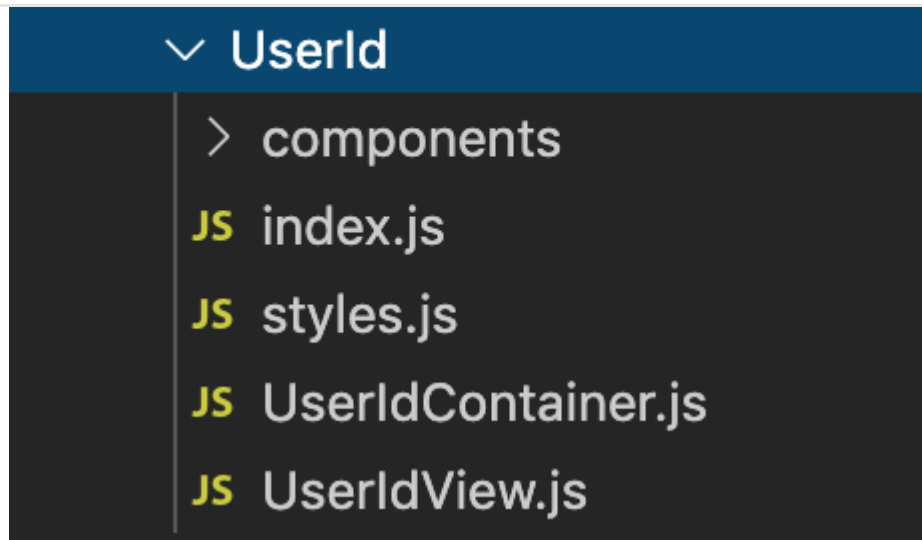 UserId
components
JS index.js
JS styles.js
JS UserIdContainer.js
JS UserIdView.js